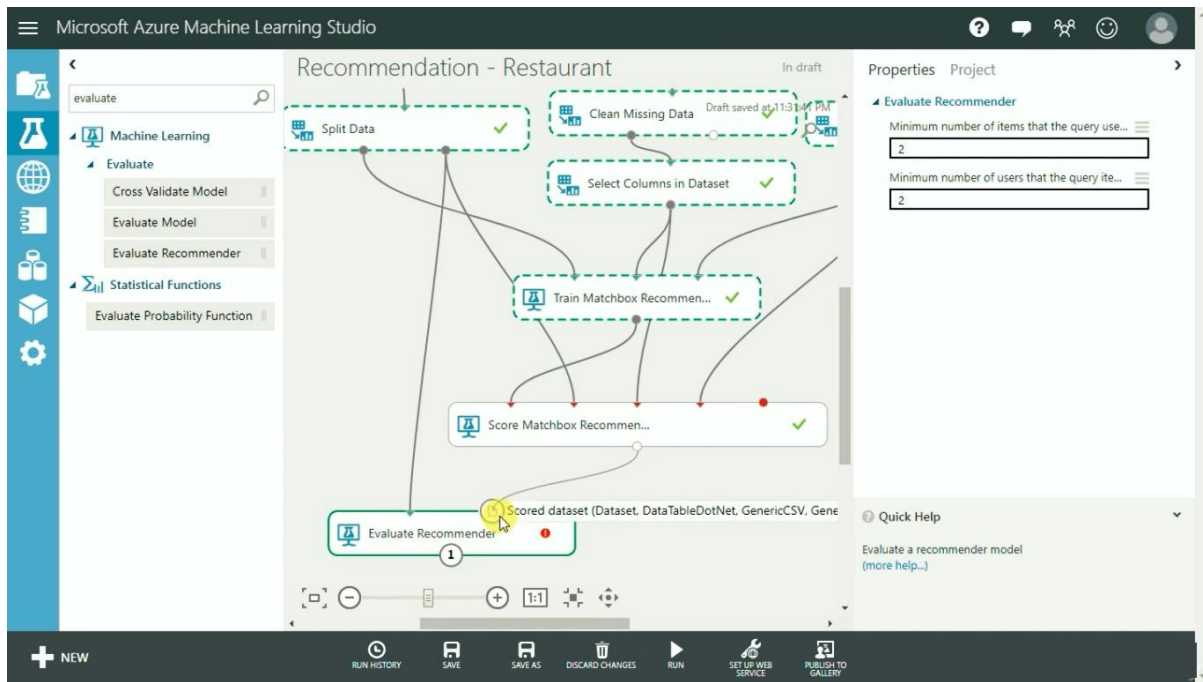 Microsoft Azure Machine Learning Studio
?
evaluate
Machine Learning
Evaluate
Cross Validate Model
Evaluate Model
Evaluate Recommender
Statistical Functions
Evaluate Probability Function
Recommendation - Restaurant
In draft
Draft saved at 11:31:41 PM
Split Data
Clean Missing Data
Select Columns in Dataset
Train Matchbox Recommen...
Score Matchbox Recommen...
Scored dataset (Dataset, DataTableDotNet, GenericCSV, Gene
Evaluate Recommender
1
1:1
Properties Project
Evaluate Recommender
Minimum number of items that the query use...
2
Minimum number of users that the query ite...
2
Quick Help
Evaluate a recommender model
(more help...)
NEW
RUN HISTORY
SAVE
SAVE AS
DISCARD CHANGES
RUN
SET UP WEB
SERVICE
PUBLISH TO
GALLERY